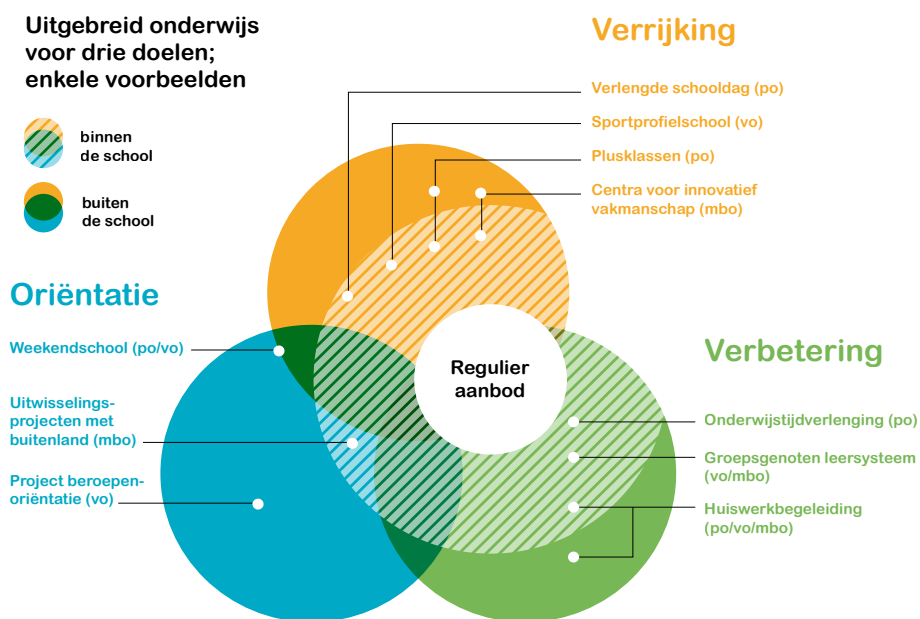 Uitgebreid onderwijs
voor drie doelen;
enkele voorbeelden
binnen
de school
buiten
de school
Verrijking
Verlengde schooldag (po)
Sportprofielschool (vo)
Plusklassen (po)
Centra voor innovatief
vakmanschap (mbo)
Oriëntatie
Weekendschool (po/vo)
Uitwisselings-
projecten met
buitenland (mbo)
Project beroepen-
oriëntatie (vo)
Regulier
aanbod
Verbetering
Onderwijstijdverlenging (po)
Groepsgenoten leersysteem
(vo/mbo)
Huiswerkbegeleiding
(po/vo/mbo)